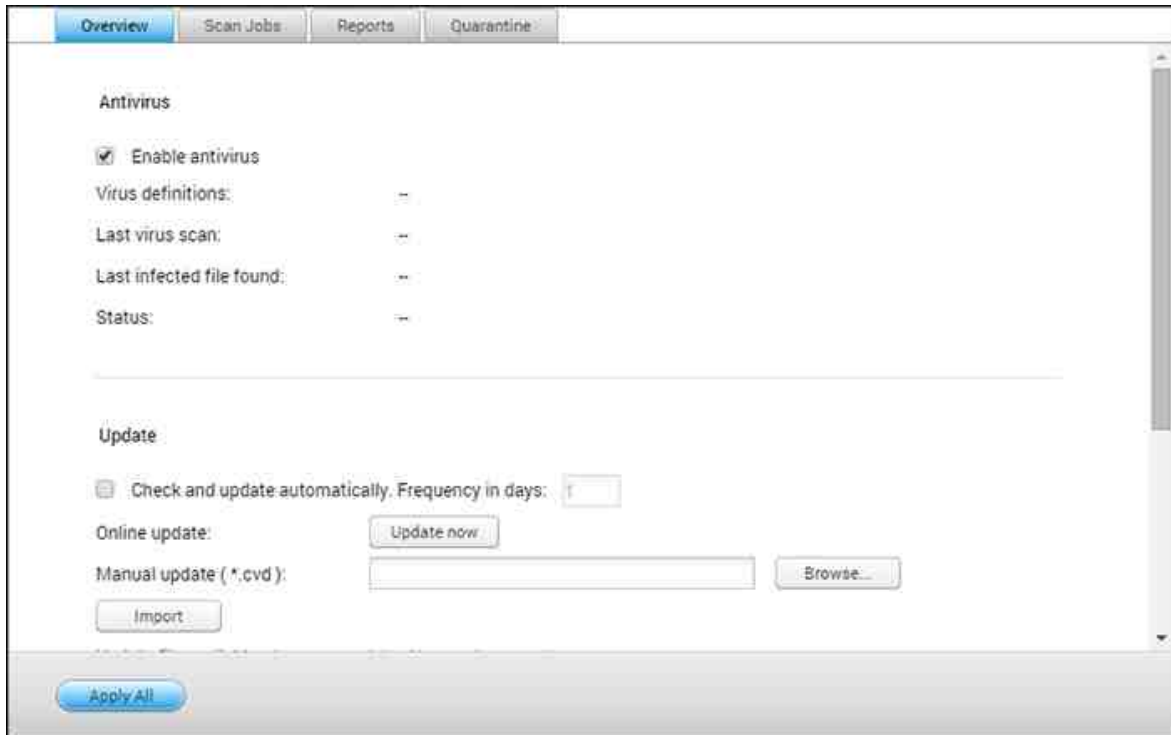 Overview Scan Jobs Reports Quarantine
Antivirus
Enable antivirus
Virus definitions: --
Last virus scan: --
Last infected file found: --
Status: --
Update
Check and update automatically. Frequency in days: 1
Online update: Update now
Manual update ( *.cvd ): Browse...
Import
Apply All